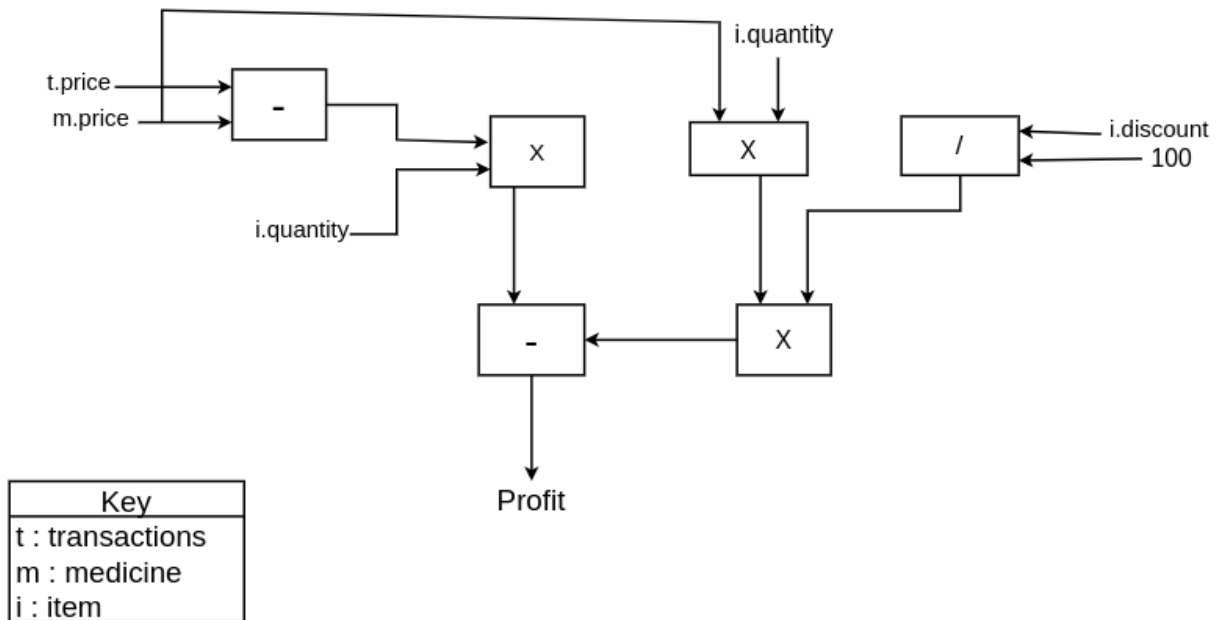 i.quantity
t.price
-
m.price
X
X
/
i.discount
100
i.quantity
-
X
Profit
Key
t : transactions
m : medicine
i : item